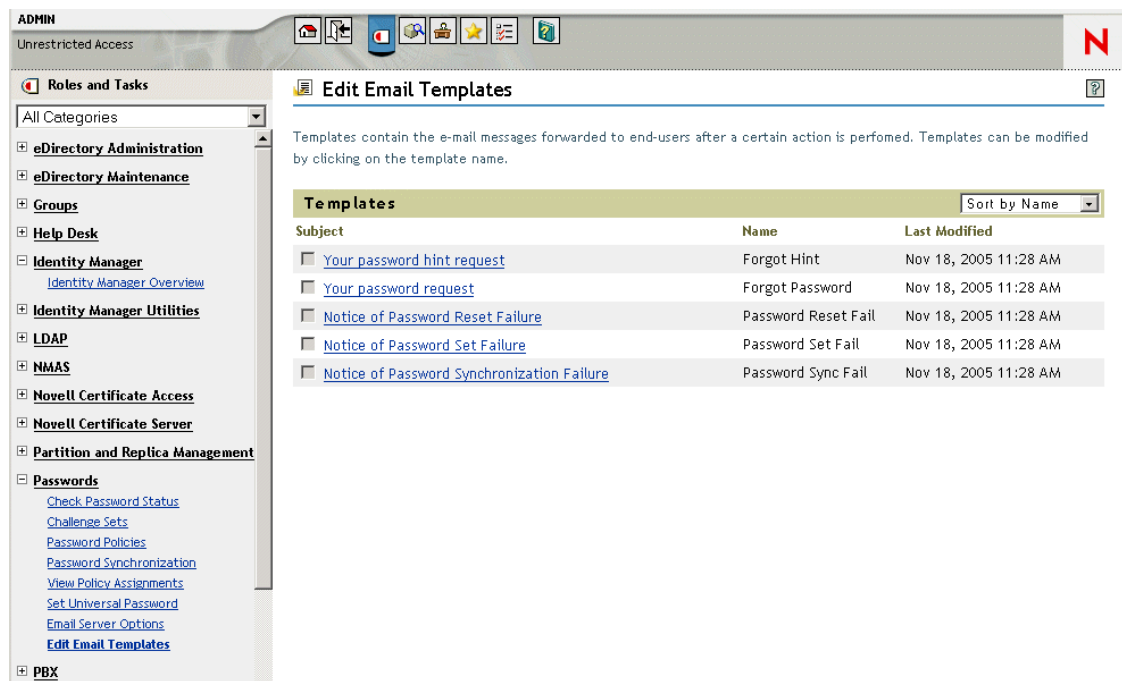 ADMIN
Unrestricted Access
N
Roles and Tasks
All Categories
eDirectory Administration
eDirectory Maintenance
Groups
Help Desk
Identity Manager
Identity Manager Overview
Identity Manager Utilities
LDAP
NMAS
Novell Certificate Access
Novell Certificate Server
Partition and Replica Management
Passwords
Check Password Status
Challenge Sets
Password Policies
Password Synchronization
View Policy Assignments
Set Universal Password
Email Server Options
Edit Email Templates
PBX
Edit Email Templates
?
Templates contain the e-mail messages forwarded to end-users after a certain action is perfomed. Templates can be modified
by clicking on the template name.
Templates Sort by Name
Subject Name Last Modified
Your password hint request Forgot Hint Nov 18, 2005 11:28 AM
Your password request Forgot Password Nov 18, 2005 11:28 AM
Notice of Password Reset Failure Password Reset Fail Nov 18, 2005 11:28 AM
Notice of Password Set Failure Password Set Fail Nov 18, 2005 11:28 AM
Notice of Password Synchronization Failure Password Sync Fail Nov 18, 2005 11:28 AM